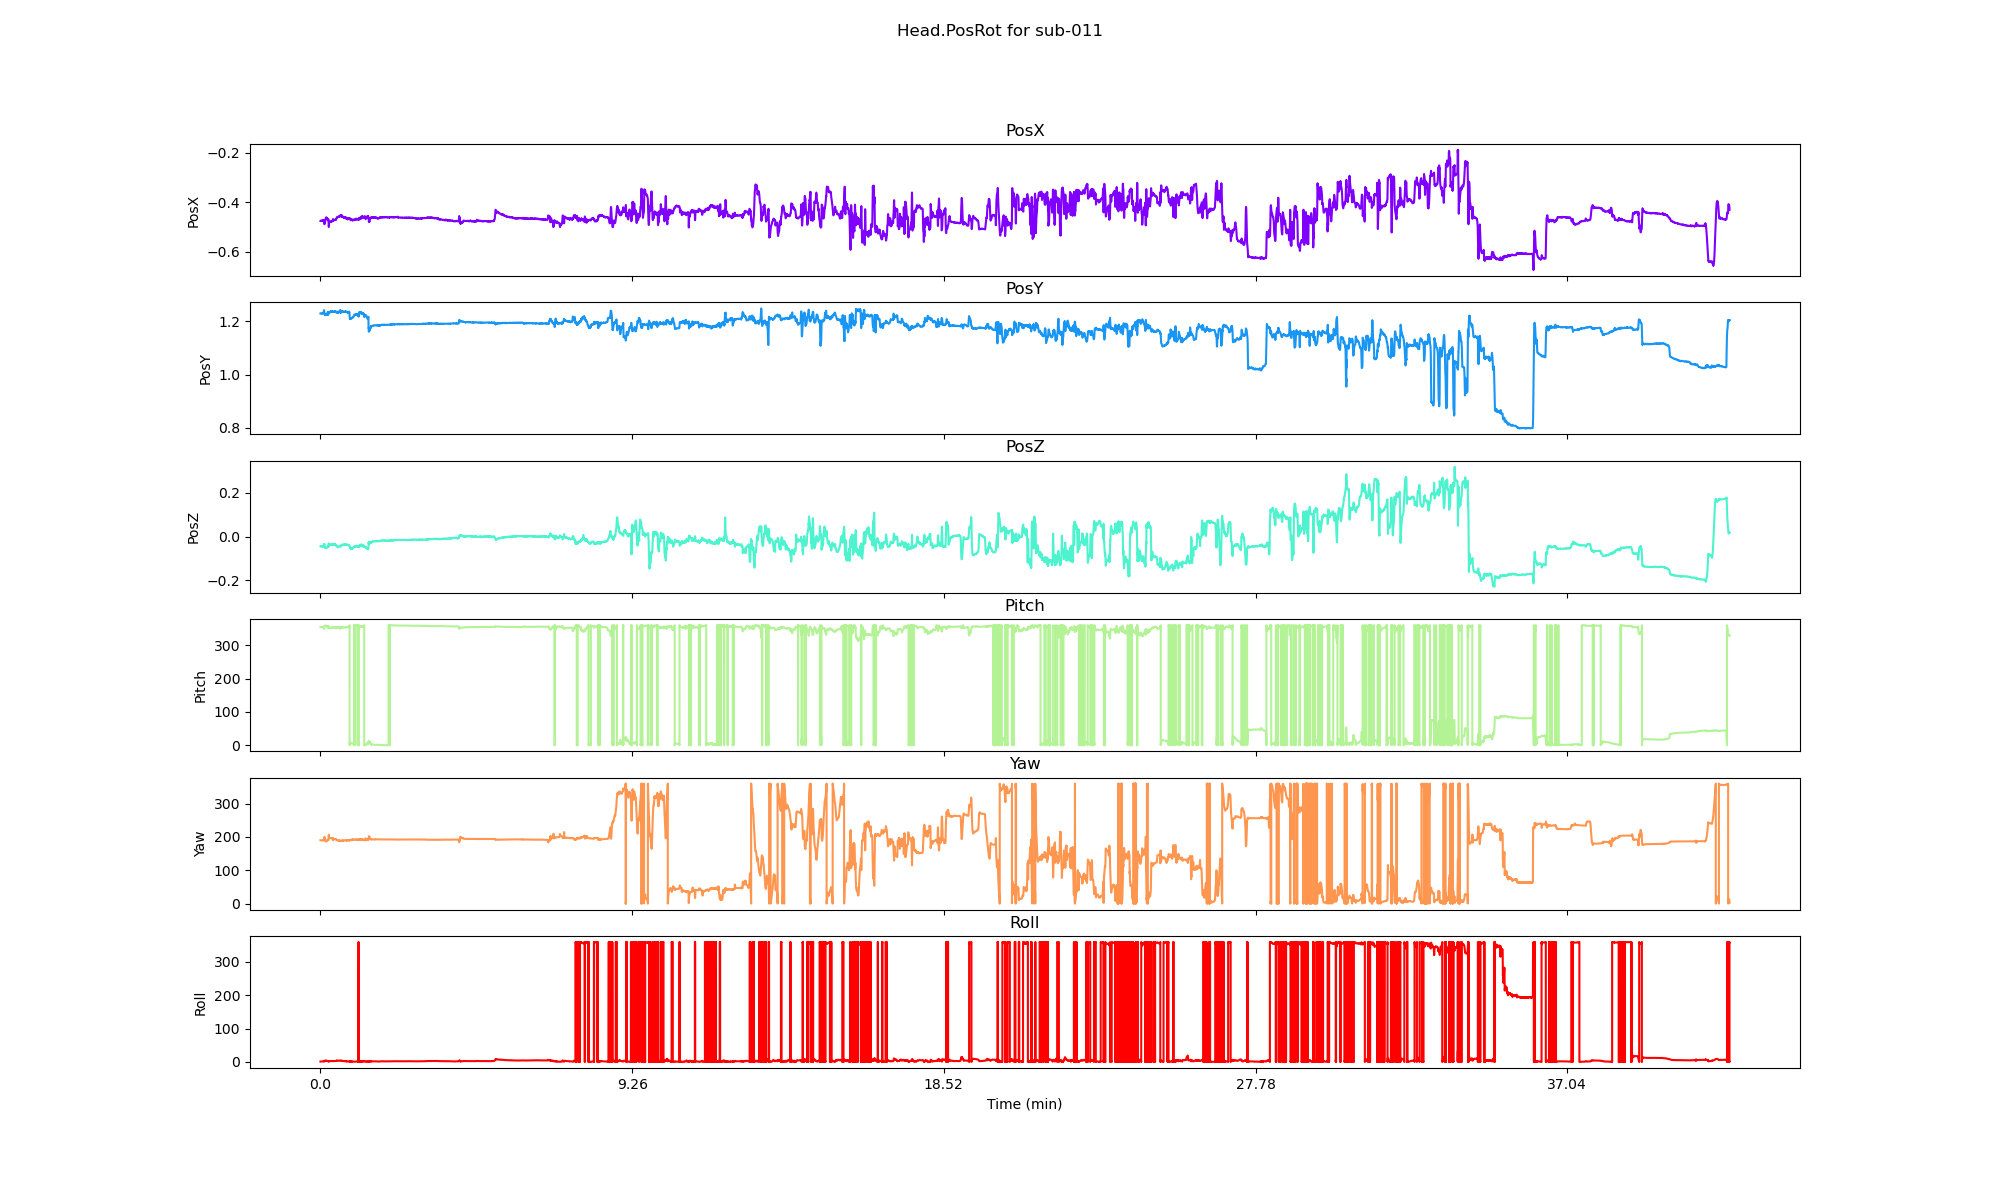 Head.PosRot for sub-011
PosX
−0.2
−0.4
−0.6
PosX
PosY
1.2
1.0
0.8
PosY
PosZ
0.2
0.0
−0.2
PosZ
Pitch
300
200
100
0
Pitch
Yaw
300
200
100
0
Yaw
Roll
300
200
100
0
Roll
0.0 9.26 18.52 27.78 37.04
Time (min)